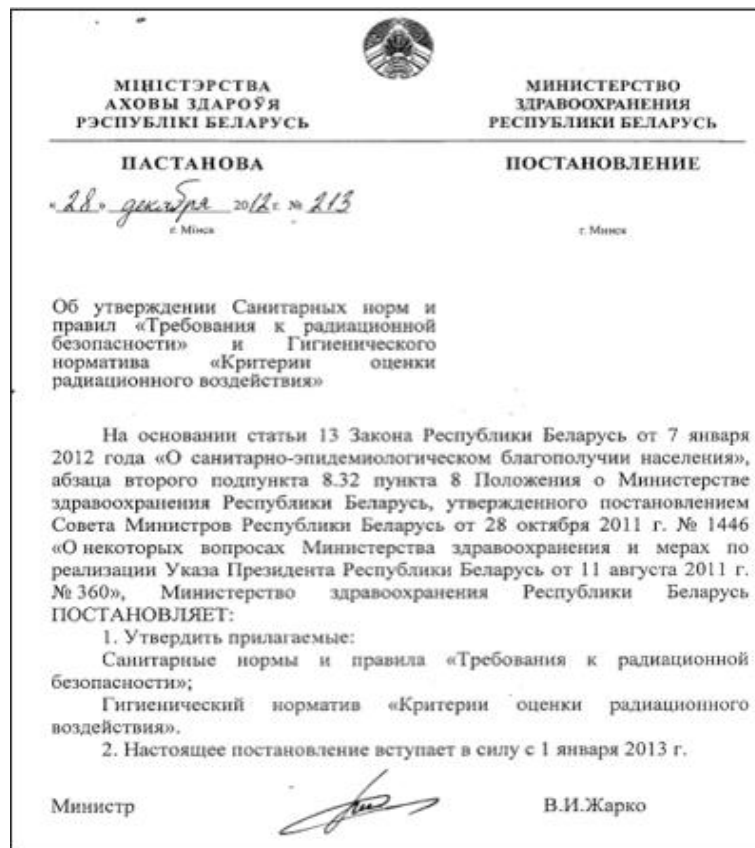 МІНІСТЭРСТВА
АХОВЫ ЗДАРОЎЯ
РЭСПУБЛІКІ БЕЛАРУСЬ
МИНИСТЕРСТВО
ЗДРАВООХРАНЕНИЯ
РЕСПУБЛИКИ БЕЛАРУСЬ
ПАСТАНОВА
ПОСТАНОВЛЕНИЕ
«28» декабря 2012 г. № 213
г. Мінск
г. Минск
Об утверждении Санитарных норм и
правил «Требования к радиационной
безопасности» и Гигиенического
норматива «Критерии оценки
радиационного воздействия»
На основании статьи 13 Закона Республики Беларусь от 7 января
2012 года «О санитарно-эпидемиологическом благополучии населения»,
абзаца второго подпункта 8.32 пункта 8 Положения о Министерстве
здравоохранения Республики Беларусь, утвержденного постановлением
Совета Министров Республики Беларусь от 28 октября 2011 г. № 1446
«О некоторых вопросах Министерства здравоохранения и мерах по
реализации Указа Президента Республики Беларусь от 11 августа 2011 г.
№ 360», Министерство здравоохранения Республики Беларусь
ПОСТАНОВЛЯЕТ:
1. Утвердить прилагаемые:
Санитарные нормы и правила «Требования к радиационной
безопасности»;
Гигиенический норматив «Критерии оценки радиационного
воздействия».
2. Настоящее постановление вступает в силу с 1 января 2013 г.
Министр
В.И.Жарко